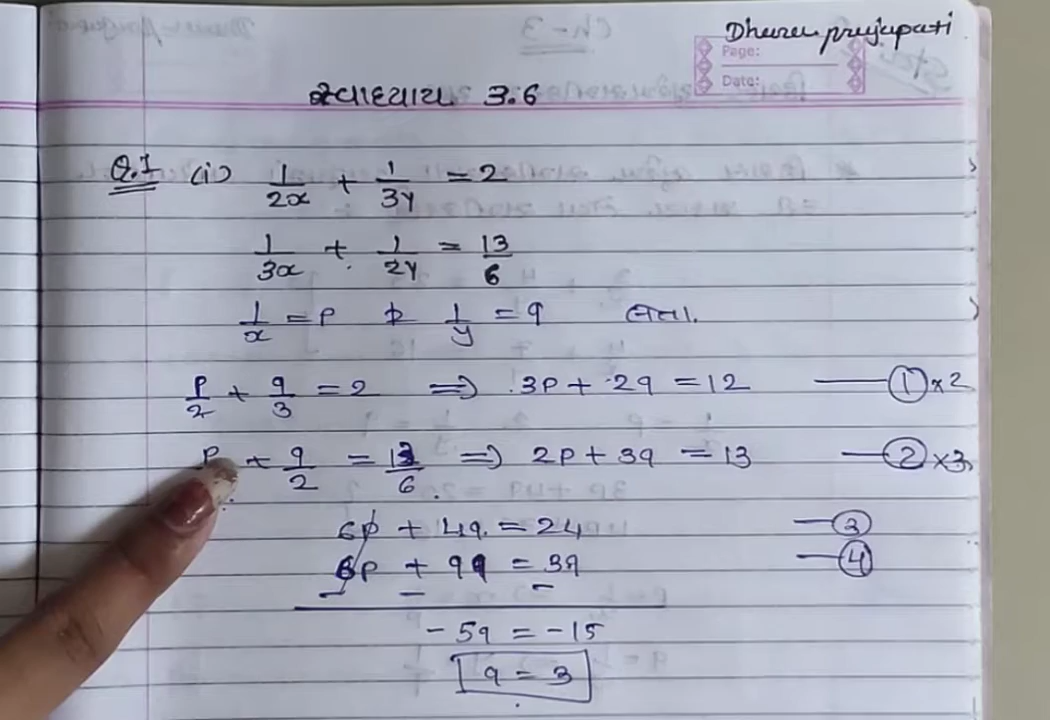 Dhara prajapati
Page:
Date:
સ્વાધ્યાય 3.6
Q.1 (i) 1/2x + 1/3y = 2
1/3x + 1/2y = 13/6
1/x = p 1/y = q લેતા.
p/2 + q/3 = 2 ⇒ 3p + 2q = 12 —①×2
p + q/2 = 13/6 ⇒ 2p + 3q = 13 —②×3
6p + 4q = 24 —③
6p + 9q = 39 —④
- - -
-5q = -15
q = 3